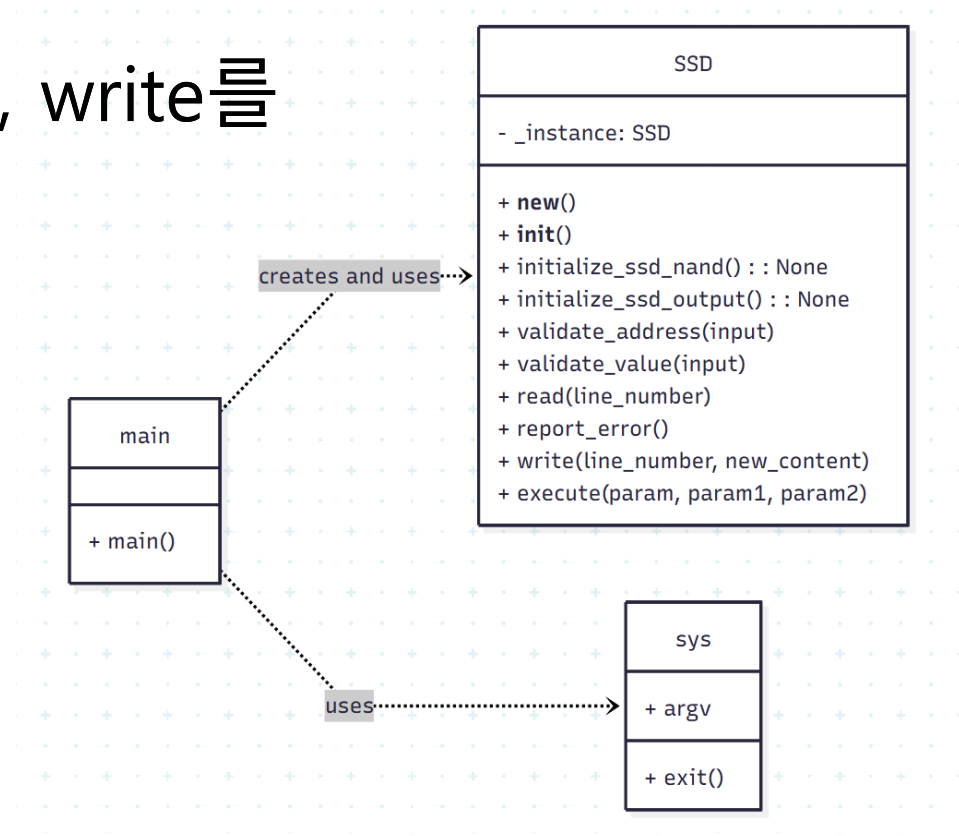 , write를
SSD
- _instance: SSD
+ new()
+ init()
+ initialize_ssd_nand() : : None
+ initialize_ssd_output() : : None
+ validate_address(input)
+ validate_value(input)
+ read(line_number)
+ report_error()
+ write(line_number, new_content)
+ execute(param, param1, param2)
creates and uses
main
+ main()
uses
sys
+ argv
+ exit()